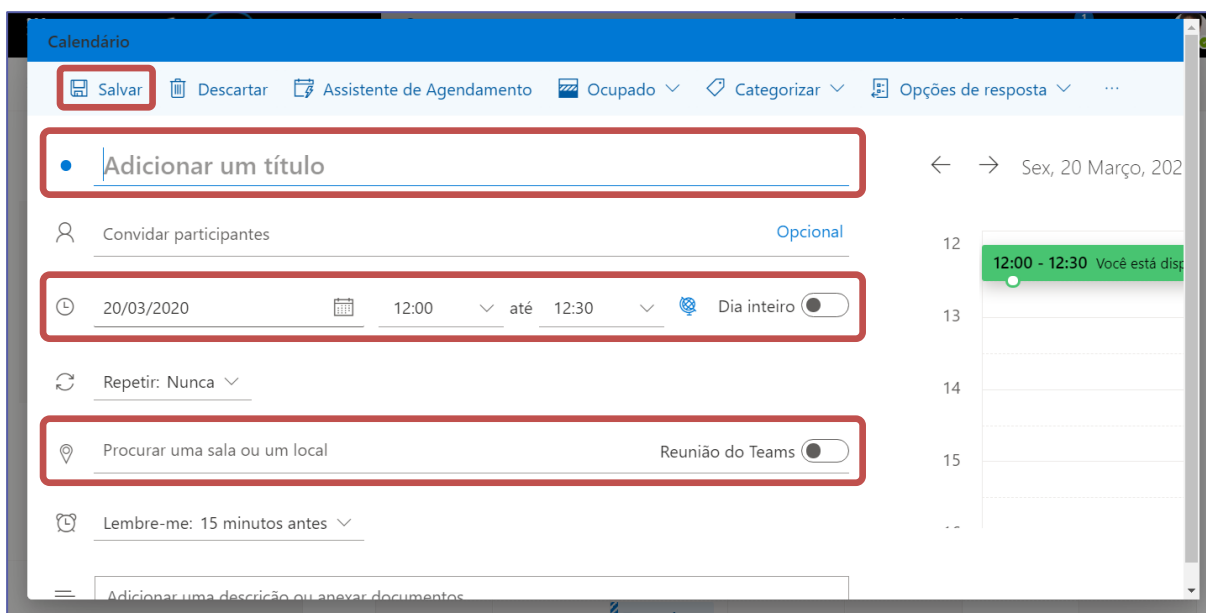 Calendário
Salvar Descartar Assistente de Agendamento Ocupado Categorizar Opções de resposta ...
Adicionar um título
Sex, 20 Março, 202
Convidar participantes Opcional
12
12:00 - 12:30 Você está disp
20/03/2020 12:00 até 12:30 Dia inteiro
13
Repetir: Nunca
14
Procurar uma sala ou um local Reunião do Teams
15
Lembre-me: 15 minutos antes
Adicionar uma descrição ou anexar documentos